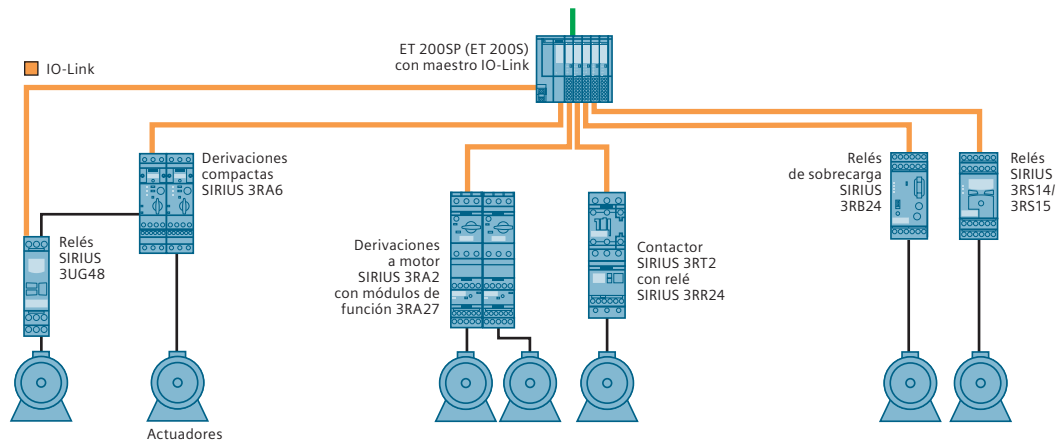 ET 200SP (ET 200S)
con maestro IO-Link
IO-Link
Derivaciones
compactas
SIRIUS 3RA6
Relés
SIRIUS
3UG48
Derivaciones
a motor
SIRIUS 3RA2
con módulos de
función 3RA27
Contactor
SIRIUS 3RT2
con relé
SIRIUS 3RR24
Relés
de sobrecarga
SIRIUS
3RB24
Relés
SIRIUS
3RS14/
3RS15
Actuadores